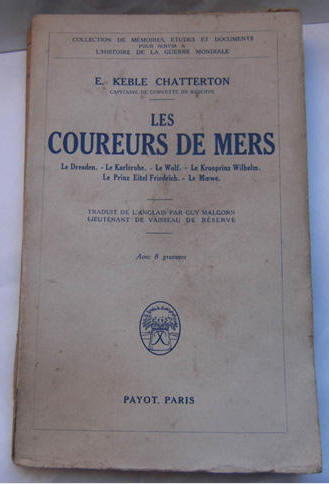 COLLECTION DE MÉMOIRES, ETUDES ET DOCUMENTS
POUR SERVIR A
L'HISTOIRE DE LA GUERRE MONDIALE
E. KEBLE CHATTERTON
CAPITAINE DE CORVETTE DE RÉSERVE
LES
COUREURS DE MERS
Le Dresden. - Le Karlsruhe. - Le Wolf. - Le Kronprinz Wilhelm.
Le Prinz Eitel Friedrich. - Le Mœwe.
TRADUIT DE L'ANGLAIS PAR GUY MALGORN
LIEUTENANT DE VAISSEAU DE RÉSERVE
Avec 8 gravures
PAYOT, PARIS